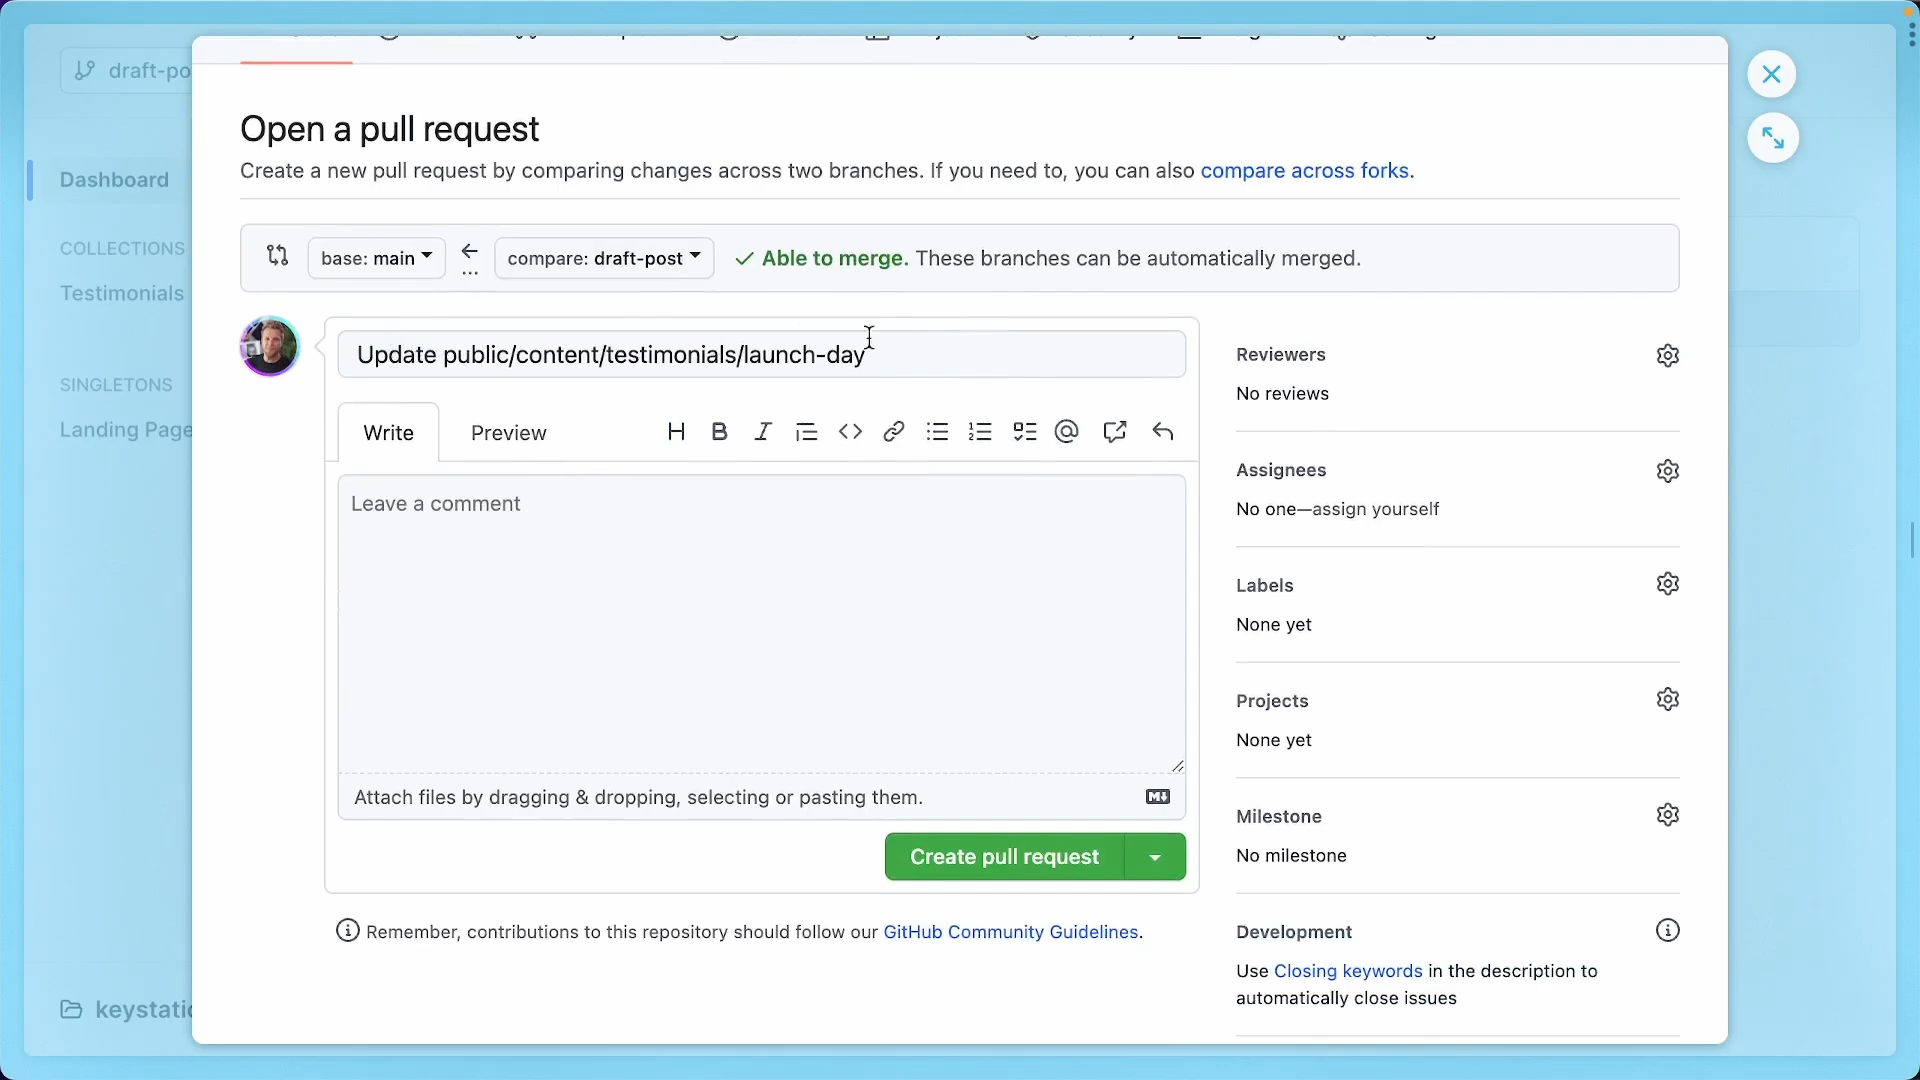 draft-po
Dashboard
COLLECTIONS
Testimonials
SINGLETONS
Landing Page
keystatic
Open a pull request
Create a new pull request by comparing changes across two branches. If you need to, you can also compare across forks.
base: main
compare: draft-post
Able to merge. These branches can be automatically merged.
Update public/content/testimonials/launch-day
Write
Preview
Leave a comment
Attach files by dragging & dropping, selecting or pasting them.
Create pull request
Remember, contributions to this repository should follow our GitHub Community Guidelines.
Reviewers
No reviews
Assignees
No one—assign yourself
Labels
None yet
Projects
None yet
Milestone
No milestone
Development
Use Closing keywords in the description to
automatically close issues